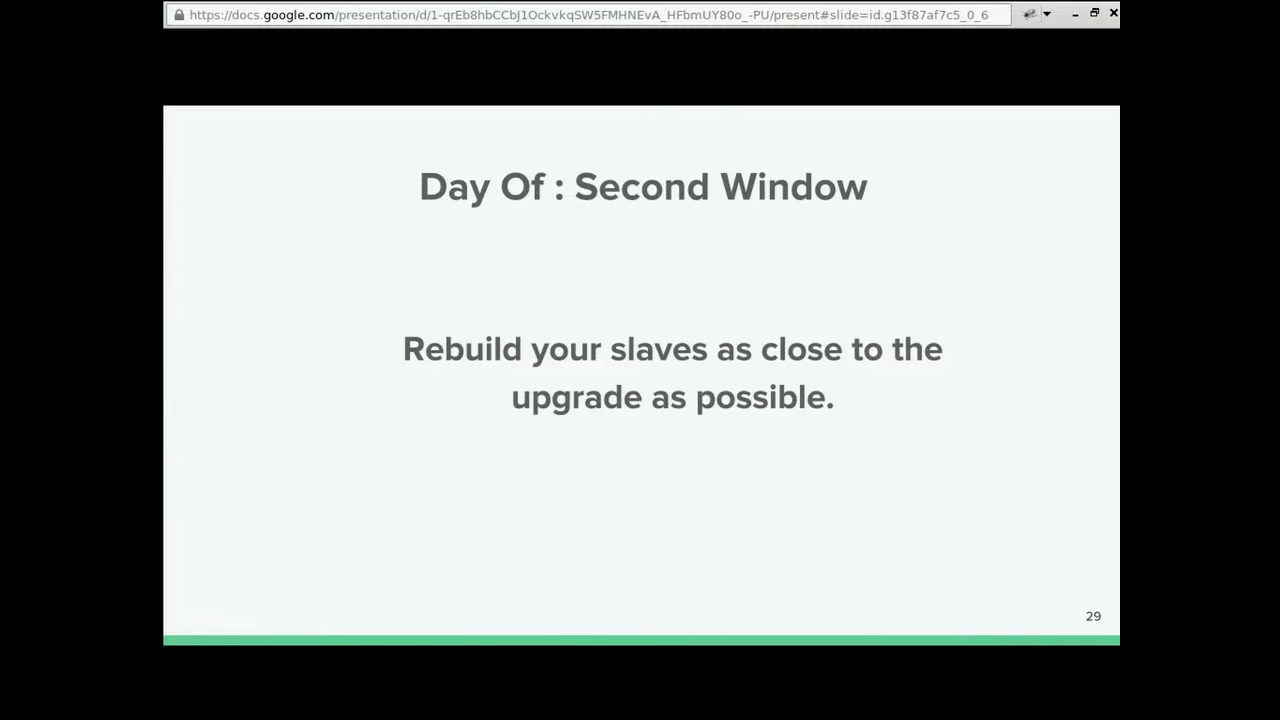 https://docs.google.com/presentation/d/1-qrEb8hbCCbJ1OckvkqSW5FMHNEvA_HFbmUY80o_-PU/present#slide=id.g13f87af7c5_0_6
Day Of : Second Window
Rebuild your slaves as close to the
upgrade as possible.
29